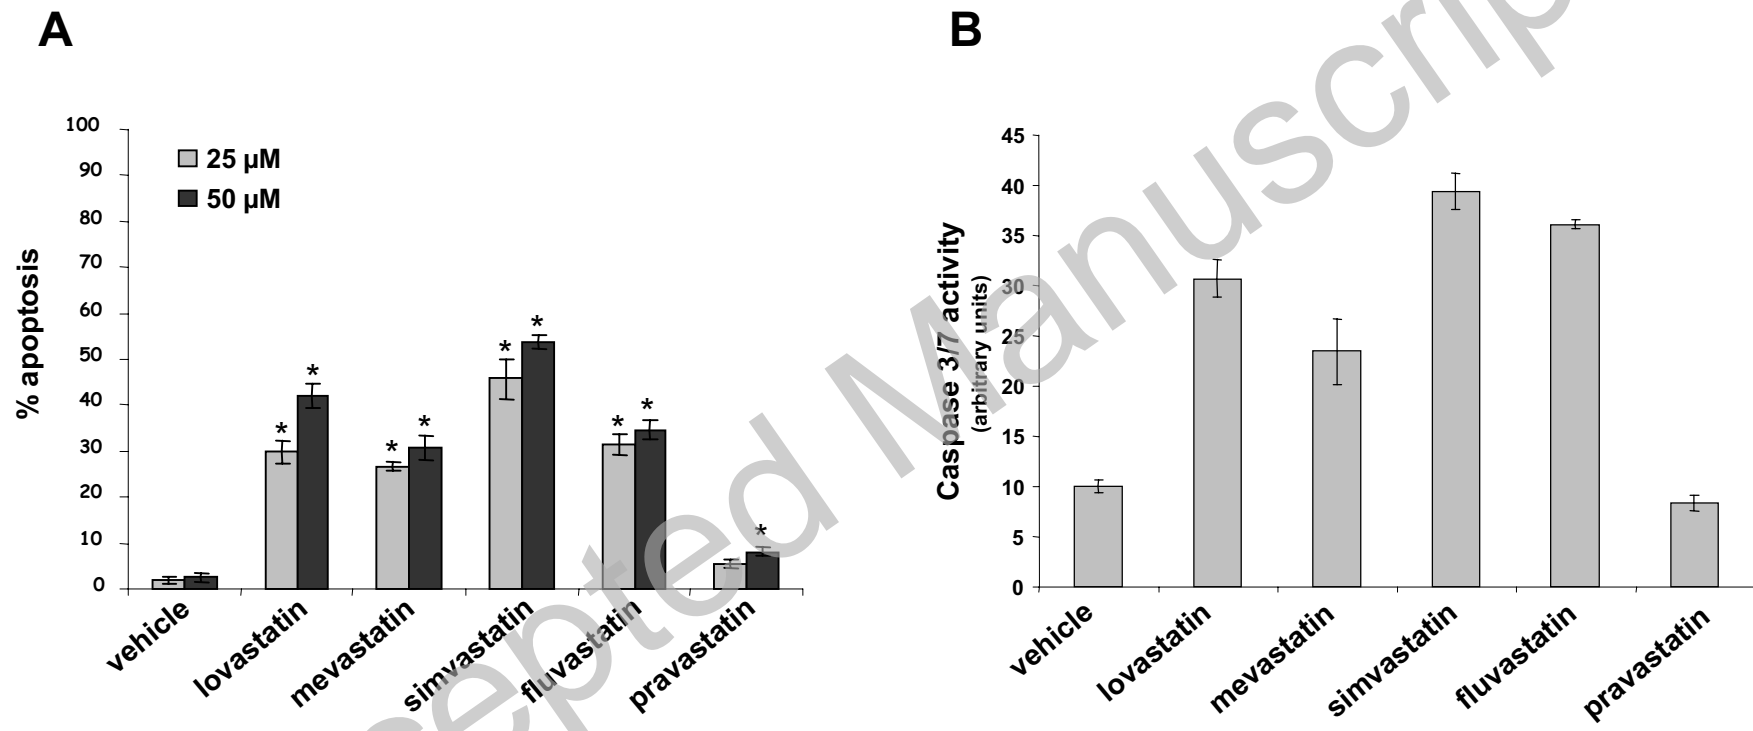 A
B
100
90
80
70
60
50
40
30
20
10
0
% apoptosis
25 µM
50 µM
*
*
*
*
*
*
*
*
*
vehicle
lovastatin
mevastatin
simvastatin
fluvastatin
pravastatin
45
40
35
30
25
20
15
10
5
0
Caspase 3/7 activity
(arbitrary units)
vehicle
lovastatin
mevastatin
simvastatin
fluvastatin
pravastatin
epted Manuscrip